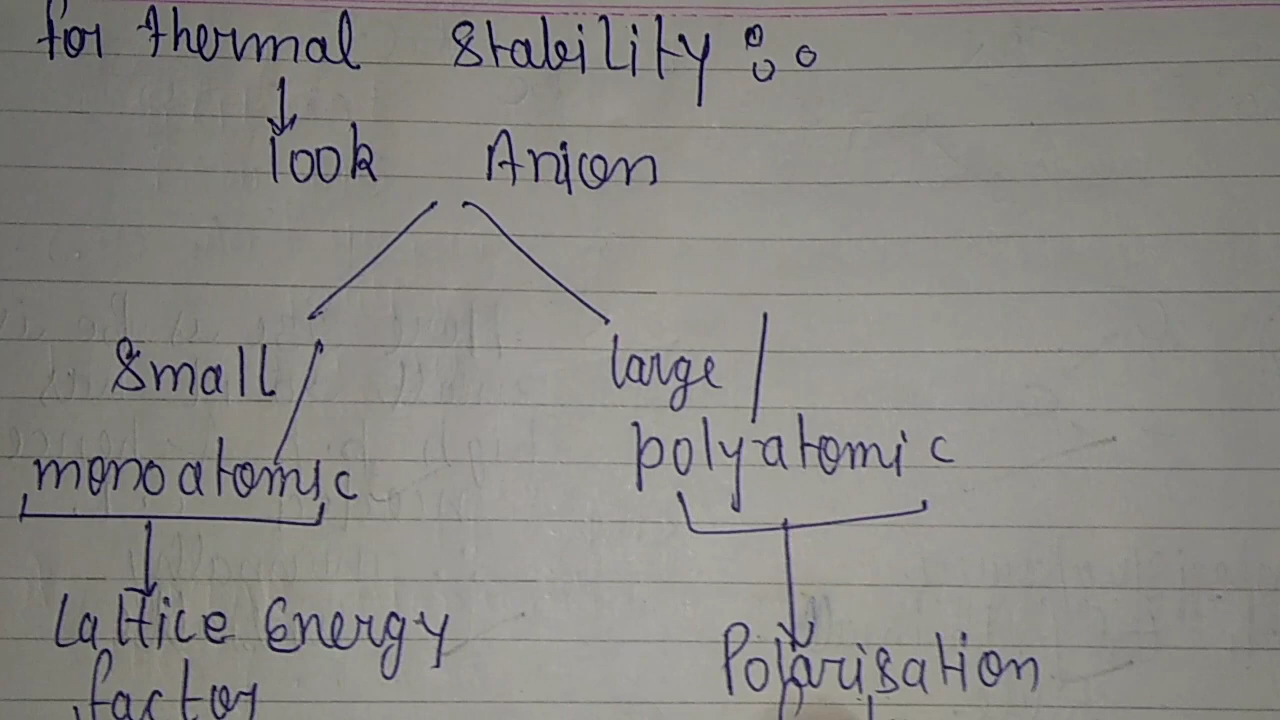 for thermal stability :
look Anion
small /
large /
monoatomic
polyatomic
Lattice Energy
factor
Polarisation